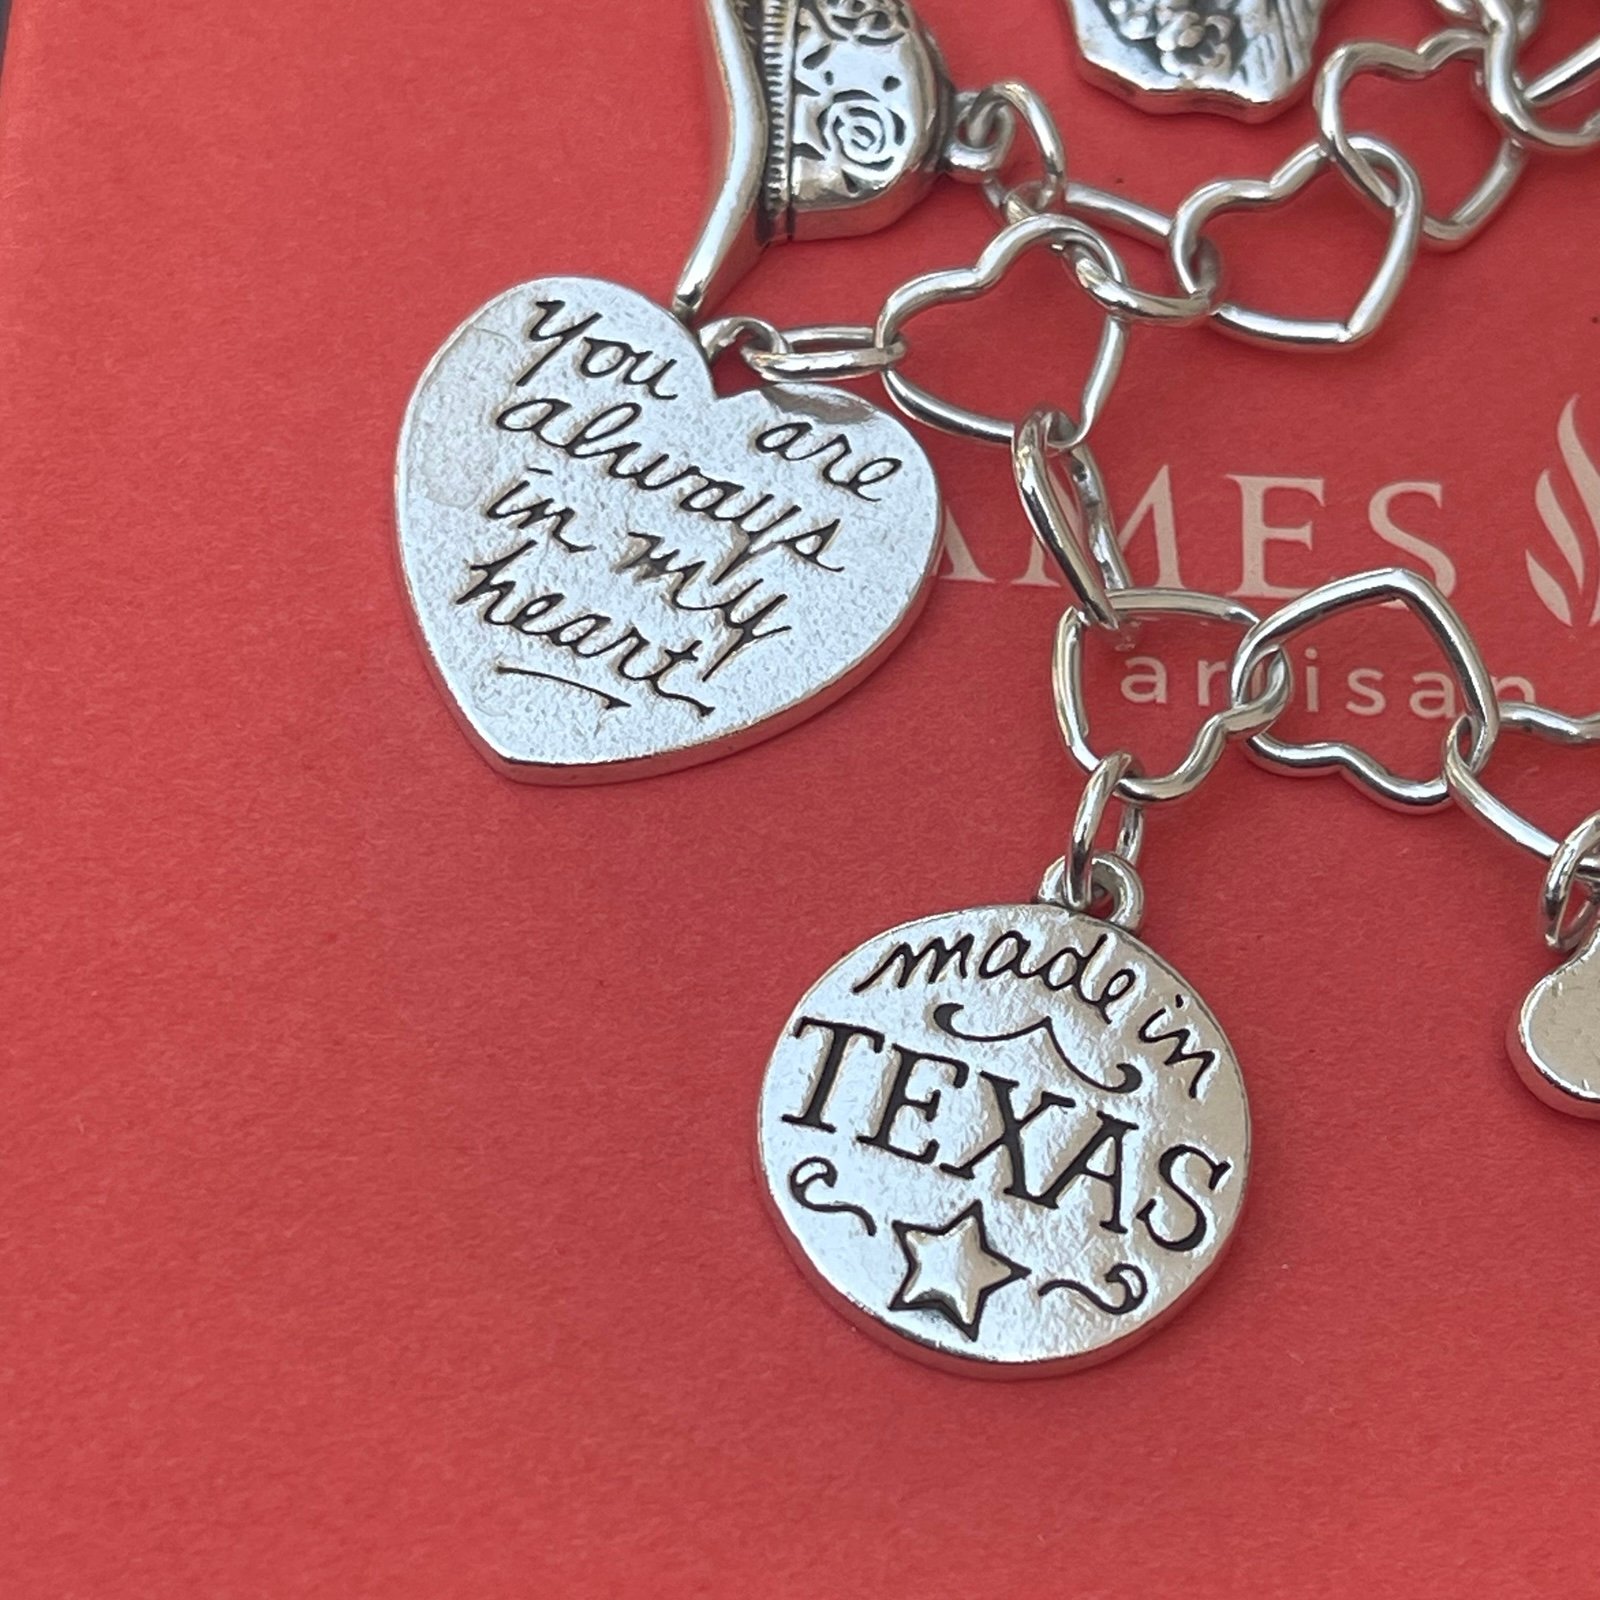 You are
always
in my
heart
AMES
artisan
made in
TEXAS